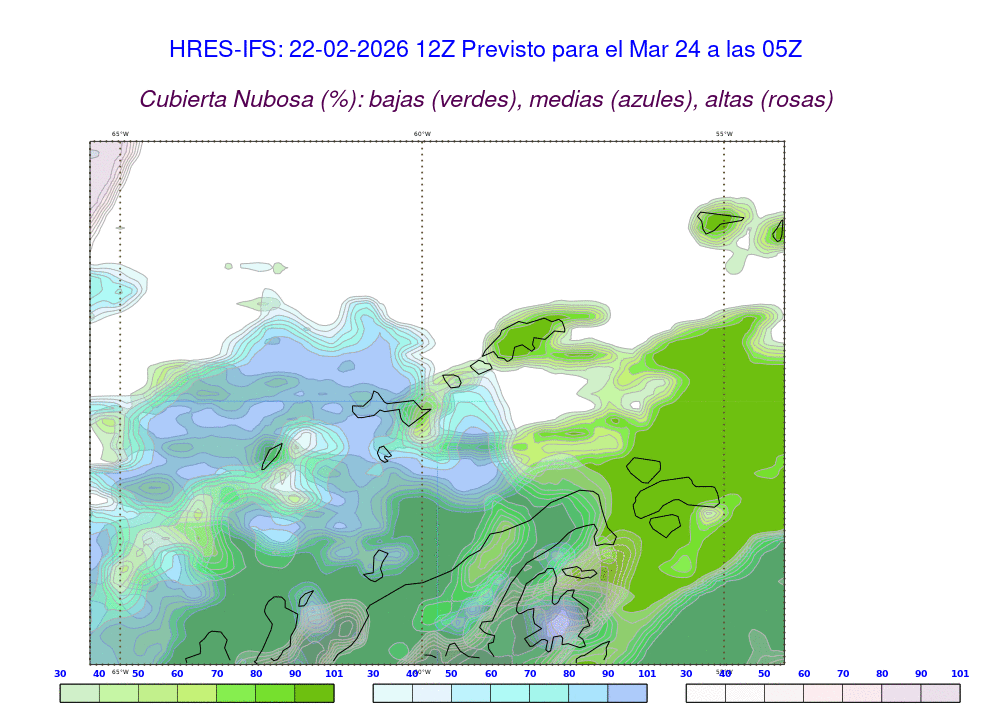 HRES-IFS: 22-02-2026 12Z Previsto para el Mar 24 a las 05Z
Cubierta Nubosa (%): bajas (verdes), medias (azules), altas (rosas)
65°W 60°W 55°W
65°W
30 40 50 60 70 80 90 101 30 40 50 60 70 80 90 101 30 40 50 60 70 80 90 101